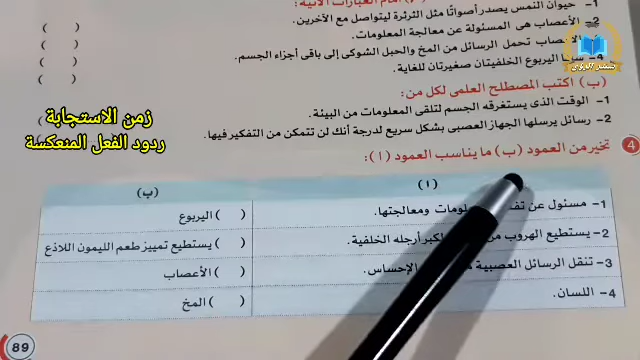 1- حيوان النمس يصدر أصواتًا مثل الثرثرة ليتواصل مع الآخرين. ( )
2- الأعصاب هى المسئولة عن معالجة المعلومات. ( )
الأعصاب تحمل الرسائل من المخ والحبل الشوكى إلى باقى أجزاء الجسم. ( )
4- اليربوع الخلفيتان صغيرتان للغاية. ( )
(ب) اكتب المصطلح العلمى لكل من:
1- الوقت الذى يستغرقه الجسم لتلقى المعلومات من البيئة.
زمن الاستجابة
2- رسائل يرسلها الجهاز العصبى بشكل سريع لدرجة أنك لن تتمكن من التفكير فيها.
ردود الفعل المنعكسة
4 تخير من العمود (ب) ما يناسب العمود (أ):
(أ) (ب)
1- مسئول عن ومعالجتها. ( ) اليربوع
2- يستطيع الهروب أرجله الخلفية. ( ) يستطيع تمييز طعم الليمون اللاذع
3- تنقل الرسائل العصبية الإحساس. ( ) الأعصاب
4- اللسان. ( ) المخ
89